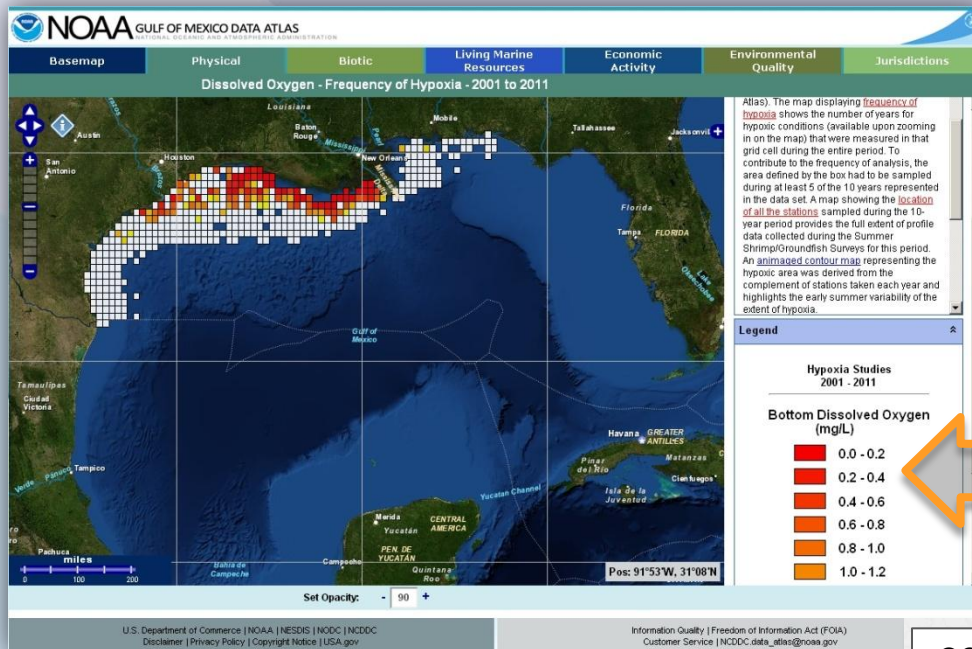 NOAA GULF OF MEXICO DATA ATLAS
NATIONAL OCEANIC AND ATMOSPHERIC ADMINISTRATION
Basemap
Physical
Biotic
Living Marine
Resources
Economic
Activity
Environmental
Quality
Jurisdictions
Dissolved Oxygen - Frequency of Hypoxia - 2001 to 2011
Louisiana
Austin
Baton
Rouge
Mobile
Tallahassee
Jacksonvil
Mississippi
Pearl
San
Antonio
Houston
New Orleans
Mississippi
Delta
Florida
Tampa
FLORIDA
Lake
Okeechobee
Gulf of
Mexico
Tamaulipas
Ciudad
Victoria
Havana
GREATER
ANTILLES
Pinar
del Río
Matanzas
Cienfuegos
Isla de la
Juventud
Verde
Panuco
Tampico
Yucatan Channel
Merida
Yucatán
CENTRAL
AMERICA
PEN. DE
YUCATÁN
Pachuca
Campeche
Bahia de
Campeche
Quintana
Roo
miles
0 100 200
Pos: 91°53'W, 31°08'N
Atlas). The map displaying frequency of
hypoxia shows the number of years for
hypoxic conditions (available upon zooming
in on the map) that were measured in that
grid cell during the entire period. To
contribute to the frequency of analysis, the
area defined by the box had to be sampled
during at least 5 of the 10 years represented
in the data set. A map showing the location
of all the stations sampled during the 10-
year period provides the full extent of profile
data collected during the Summer
Shrimp/Groundfish Surveys for this period.
An animaged contour map representing the
hypoxic area was derived from the
complement of stations taken each year and
highlights the early summer variability of the
extent of hypoxia.
Legend
Hypoxia Studies
2001 - 2011
Bottom Dissolved Oxygen
(mg/L)
0.0 - 0.2
0.2 - 0.4
0.4 - 0.6
0.6 - 0.8
0.8 - 1.0
1.0 - 1.2
Set Opacity: - 90 +
U.S. Department of Commerce | NOAA | NESDIS | NODC | NCDDC
Disclaimer | Privacy Policy | Copyright Notice | USA.gov
Information Quality | Freedom of Information Act (FOIA)
Customer Service | NCDDC.data_atlas@noaa.gov